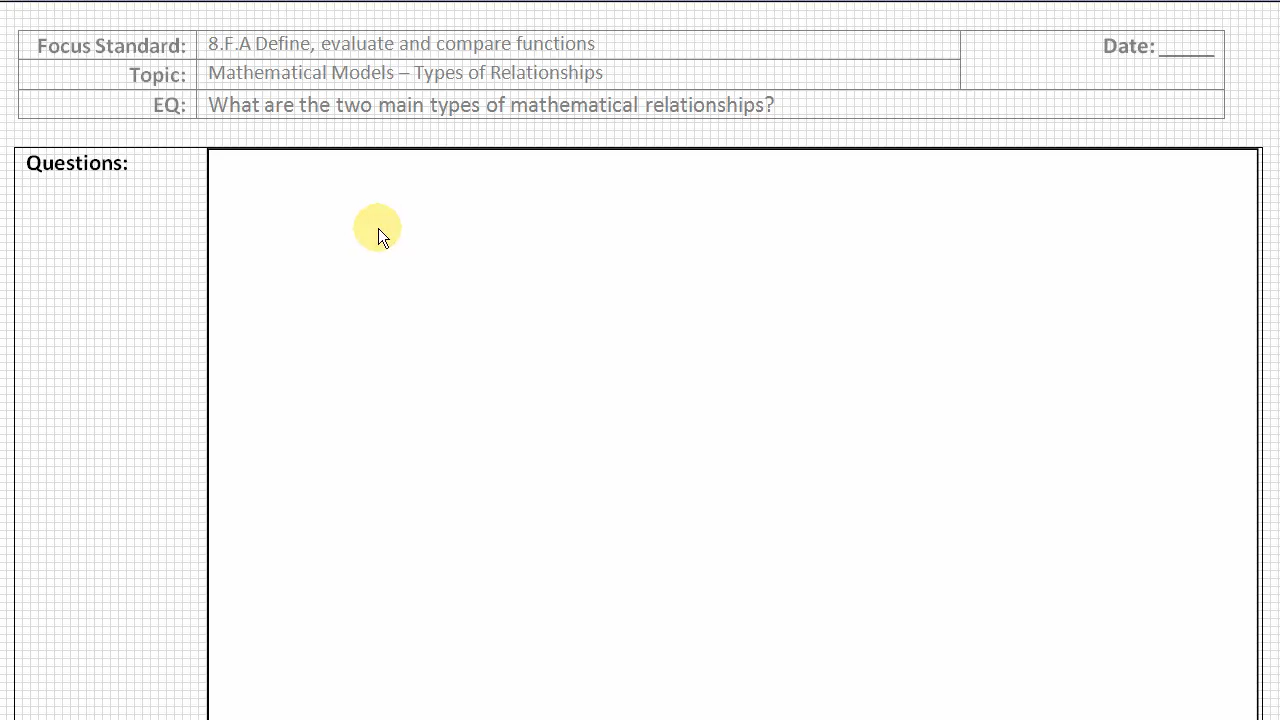 Focus Standard: 8.F.A Define, evaluate and compare functions Date: _____
Topic: Mathematical Models – Types of Relationships
EQ: What are the two main types of mathematical relationships?
Questions: